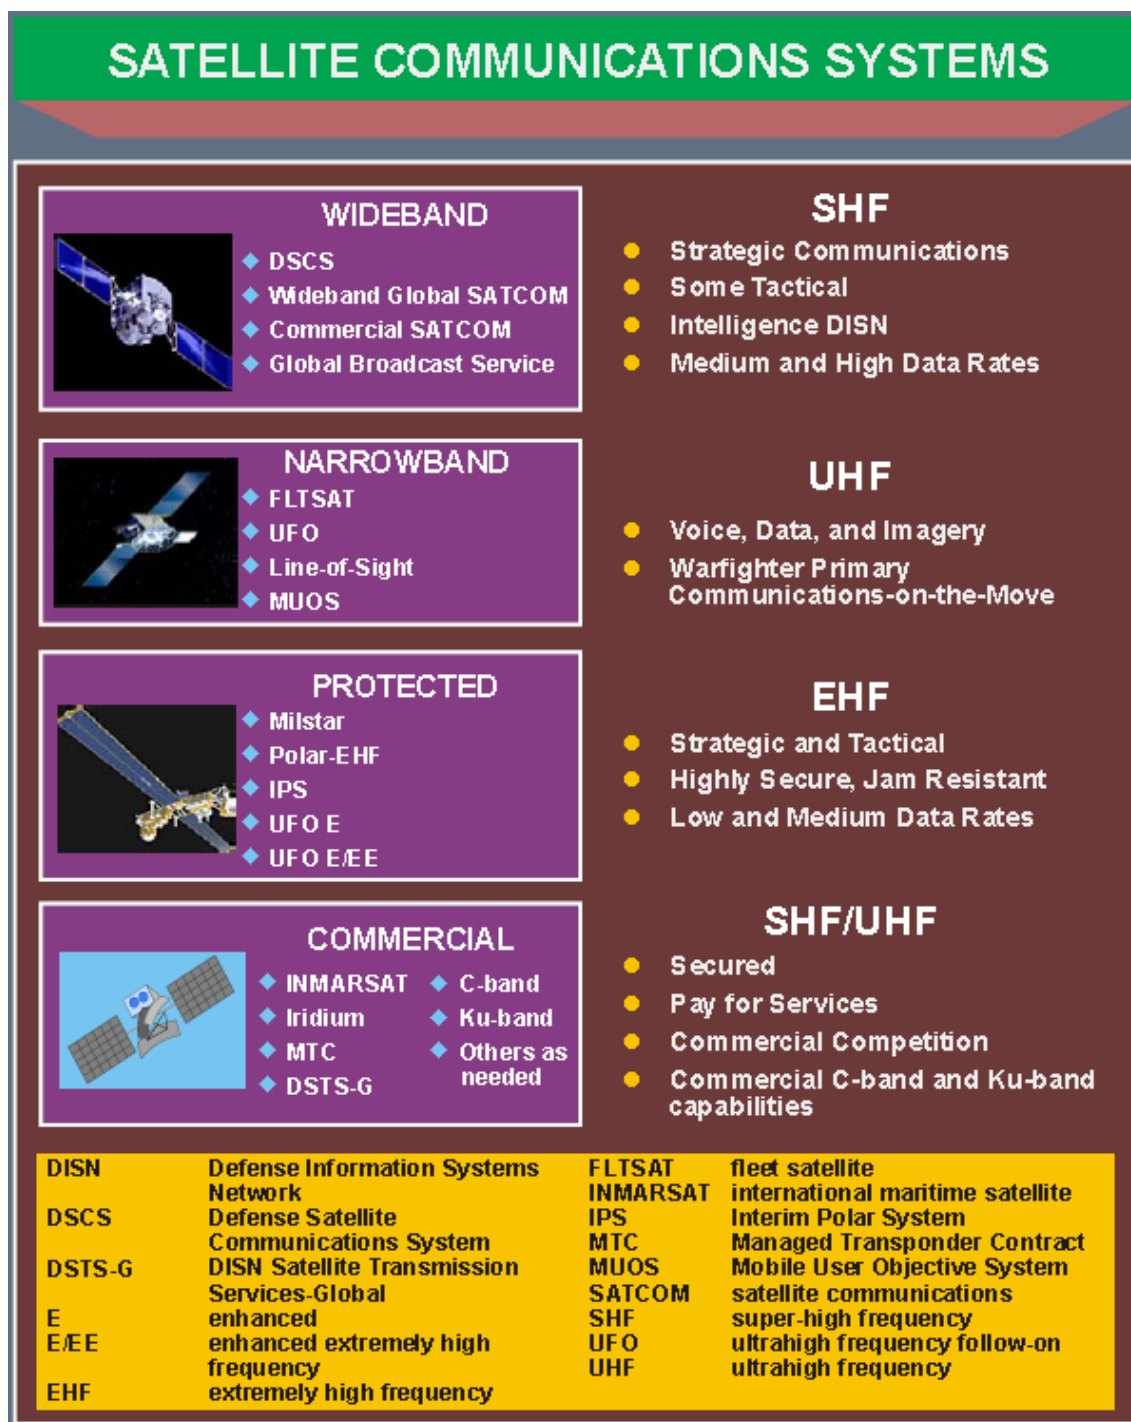 SATELLITE COMMUNICATIONS SYSTEMS
WIDEBAND
DSCS
Wideband Global SATCOM
Commercial SATCOM
Global Broadcast Service
SHF
Strategic Communications
Some Tactical
Intelligence DISN
Medium and High Data Rates
NARROWBAND
FLTSAT
UFO
Line-of-Sight
MUOS
UHF
Voice, Data, and Imagery
Warfighter Primary
Communications-on-the-Move
PROTECTED
Milstar
Polar-EHF
IPS
UFO E
UFO E/EE
EHF
Strategic and Tactical
Highly Secure, Jam Resistant
Low and Medium Data Rates
COMMERCIAL
INMARSAT
Iridium
MTC
DSTS-G
C-band
Ku-band
Others as
needed
SHF/UHF
Secured
Pay for Services
Commercial Competition
Commercial C-band and Ku-band
capabilities
DISN Defense Information Systems
Network
DSCS Defense Satellite
Communications System
DSTS-G DISN Satellite Transmission
Services-Global
E enhanced
E/EE enhanced extremely high
frequency
EHF extremely high frequency
FLTSAT fleet satellite
INMARSAT international maritime satellite
IPS Interim Polar System
MTC Managed Transponder Contract
MUOS Mobile User Objective System
SATCOM satellite communications
SHF super-high frequency
UFO ultrahigh frequency follow-on
UHF ultrahigh frequency